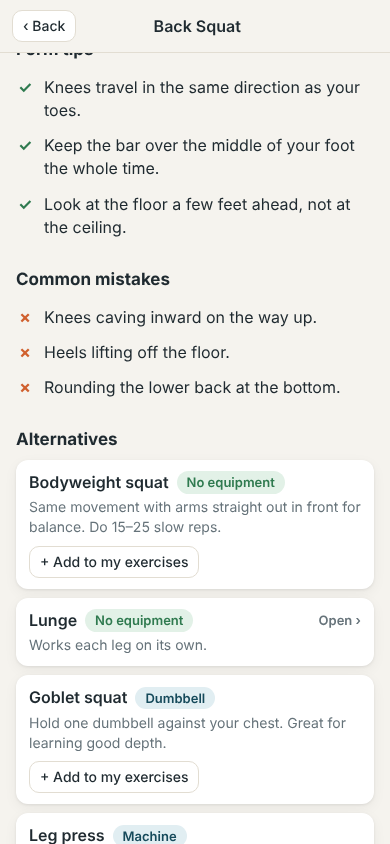 ‹ Back
Back Squat
Form tips
Knees travel in the same direction as your
toes.
Keep the bar over the middle of your foot
the whole time.
Look at the floor a few feet ahead, not at
the ceiling.
Common mistakes
Knees caving inward on the way up.
Heels lifting off the floor.
Rounding the lower back at the bottom.
Alternatives
Bodyweight squat No equipment
Same movement with arms straight out in front for
balance. Do 15–25 slow reps.
+ Add to my exercises
Lunge No equipment Open ›
Works each leg on its own.
Goblet squat Dumbbell
Hold one dumbbell against your chest. Great for
learning good depth.
+ Add to my exercises
Leg press Machine